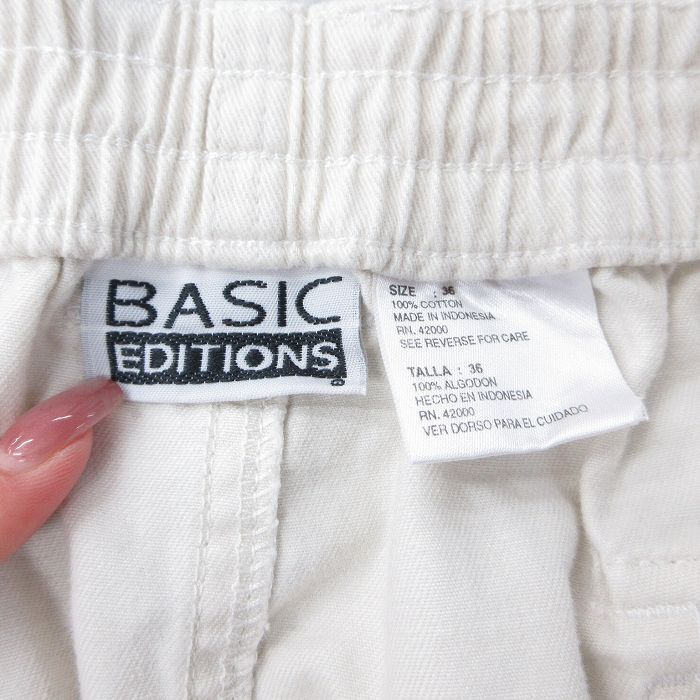 BASIC
EDITIONS
SIZE : 36
100% COTTON
MADE IN INDONESIA
RN. 42000
SEE REVERSE FOR CARE
TALLA : 36
100% ALGODON
HECHO EN INDONESIA
RN. 42000
VER DORSO PARA EL CUIDADO